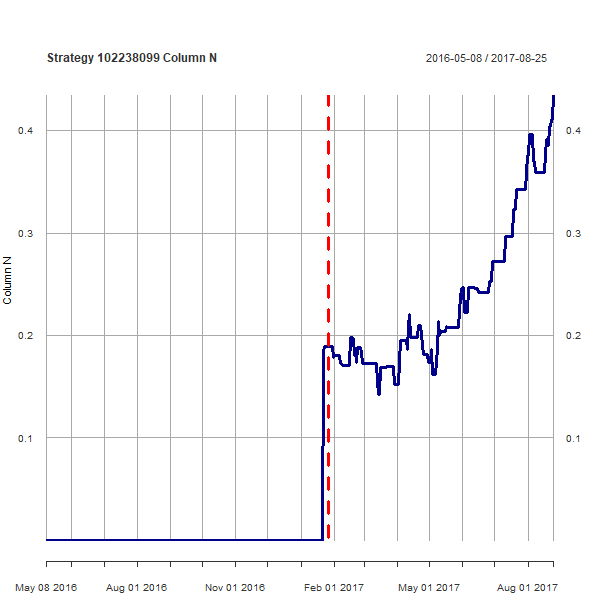 Strategy 102238099 Column N 2016-05-08 / 2017-08-25
0.4 0.4
0.3 0.3
Column N
0.2 0.2
0.1 0.1
May 08 2016 Aug 01 2016 Nov 01 2016 Feb 01 2017 May 01 2017 Aug 01 2017